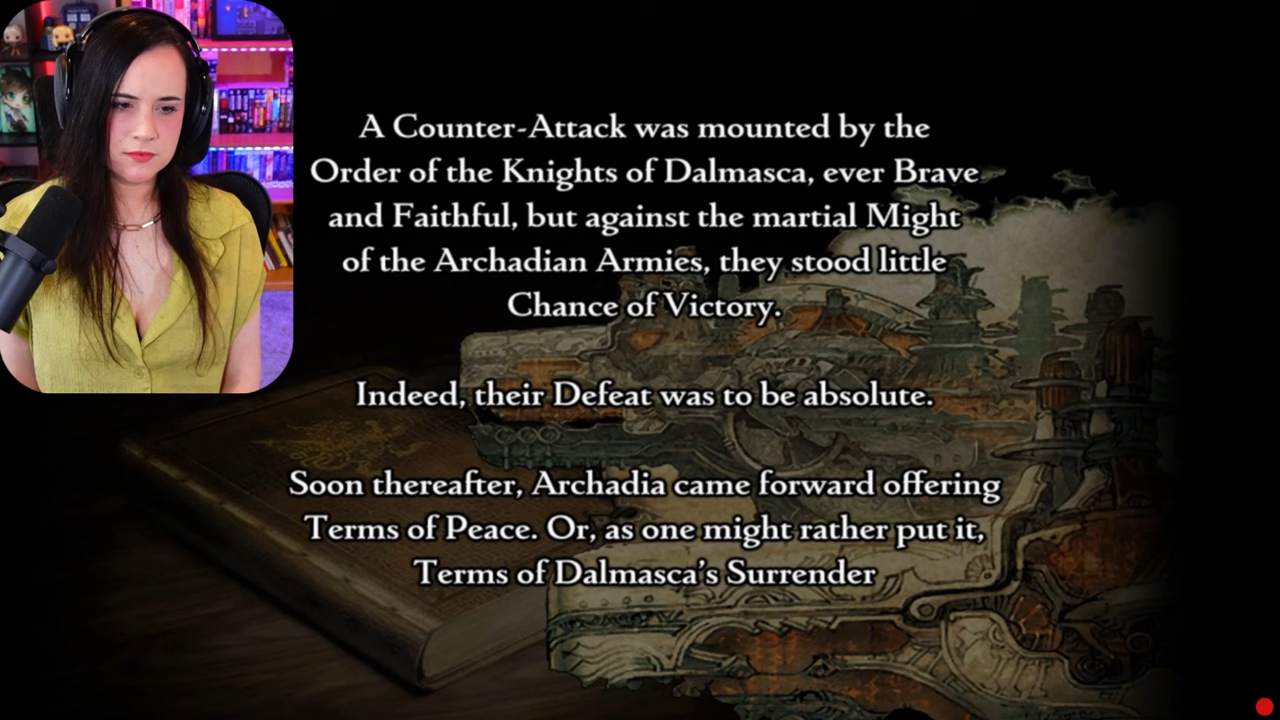 A Counter-Attack was mounted by the
Order of the Knights of Dalmasca, ever Brave
and Faithful, but against the martial Might
of the Archadian Armies, they stood little
Chance of Victory.
Indeed, their Defeat was to be absolute.
Soon thereafter, Archadia came forward offering
Terms of Peace. Or, as one might rather put it,
Terms of Dalmasca's Surrender